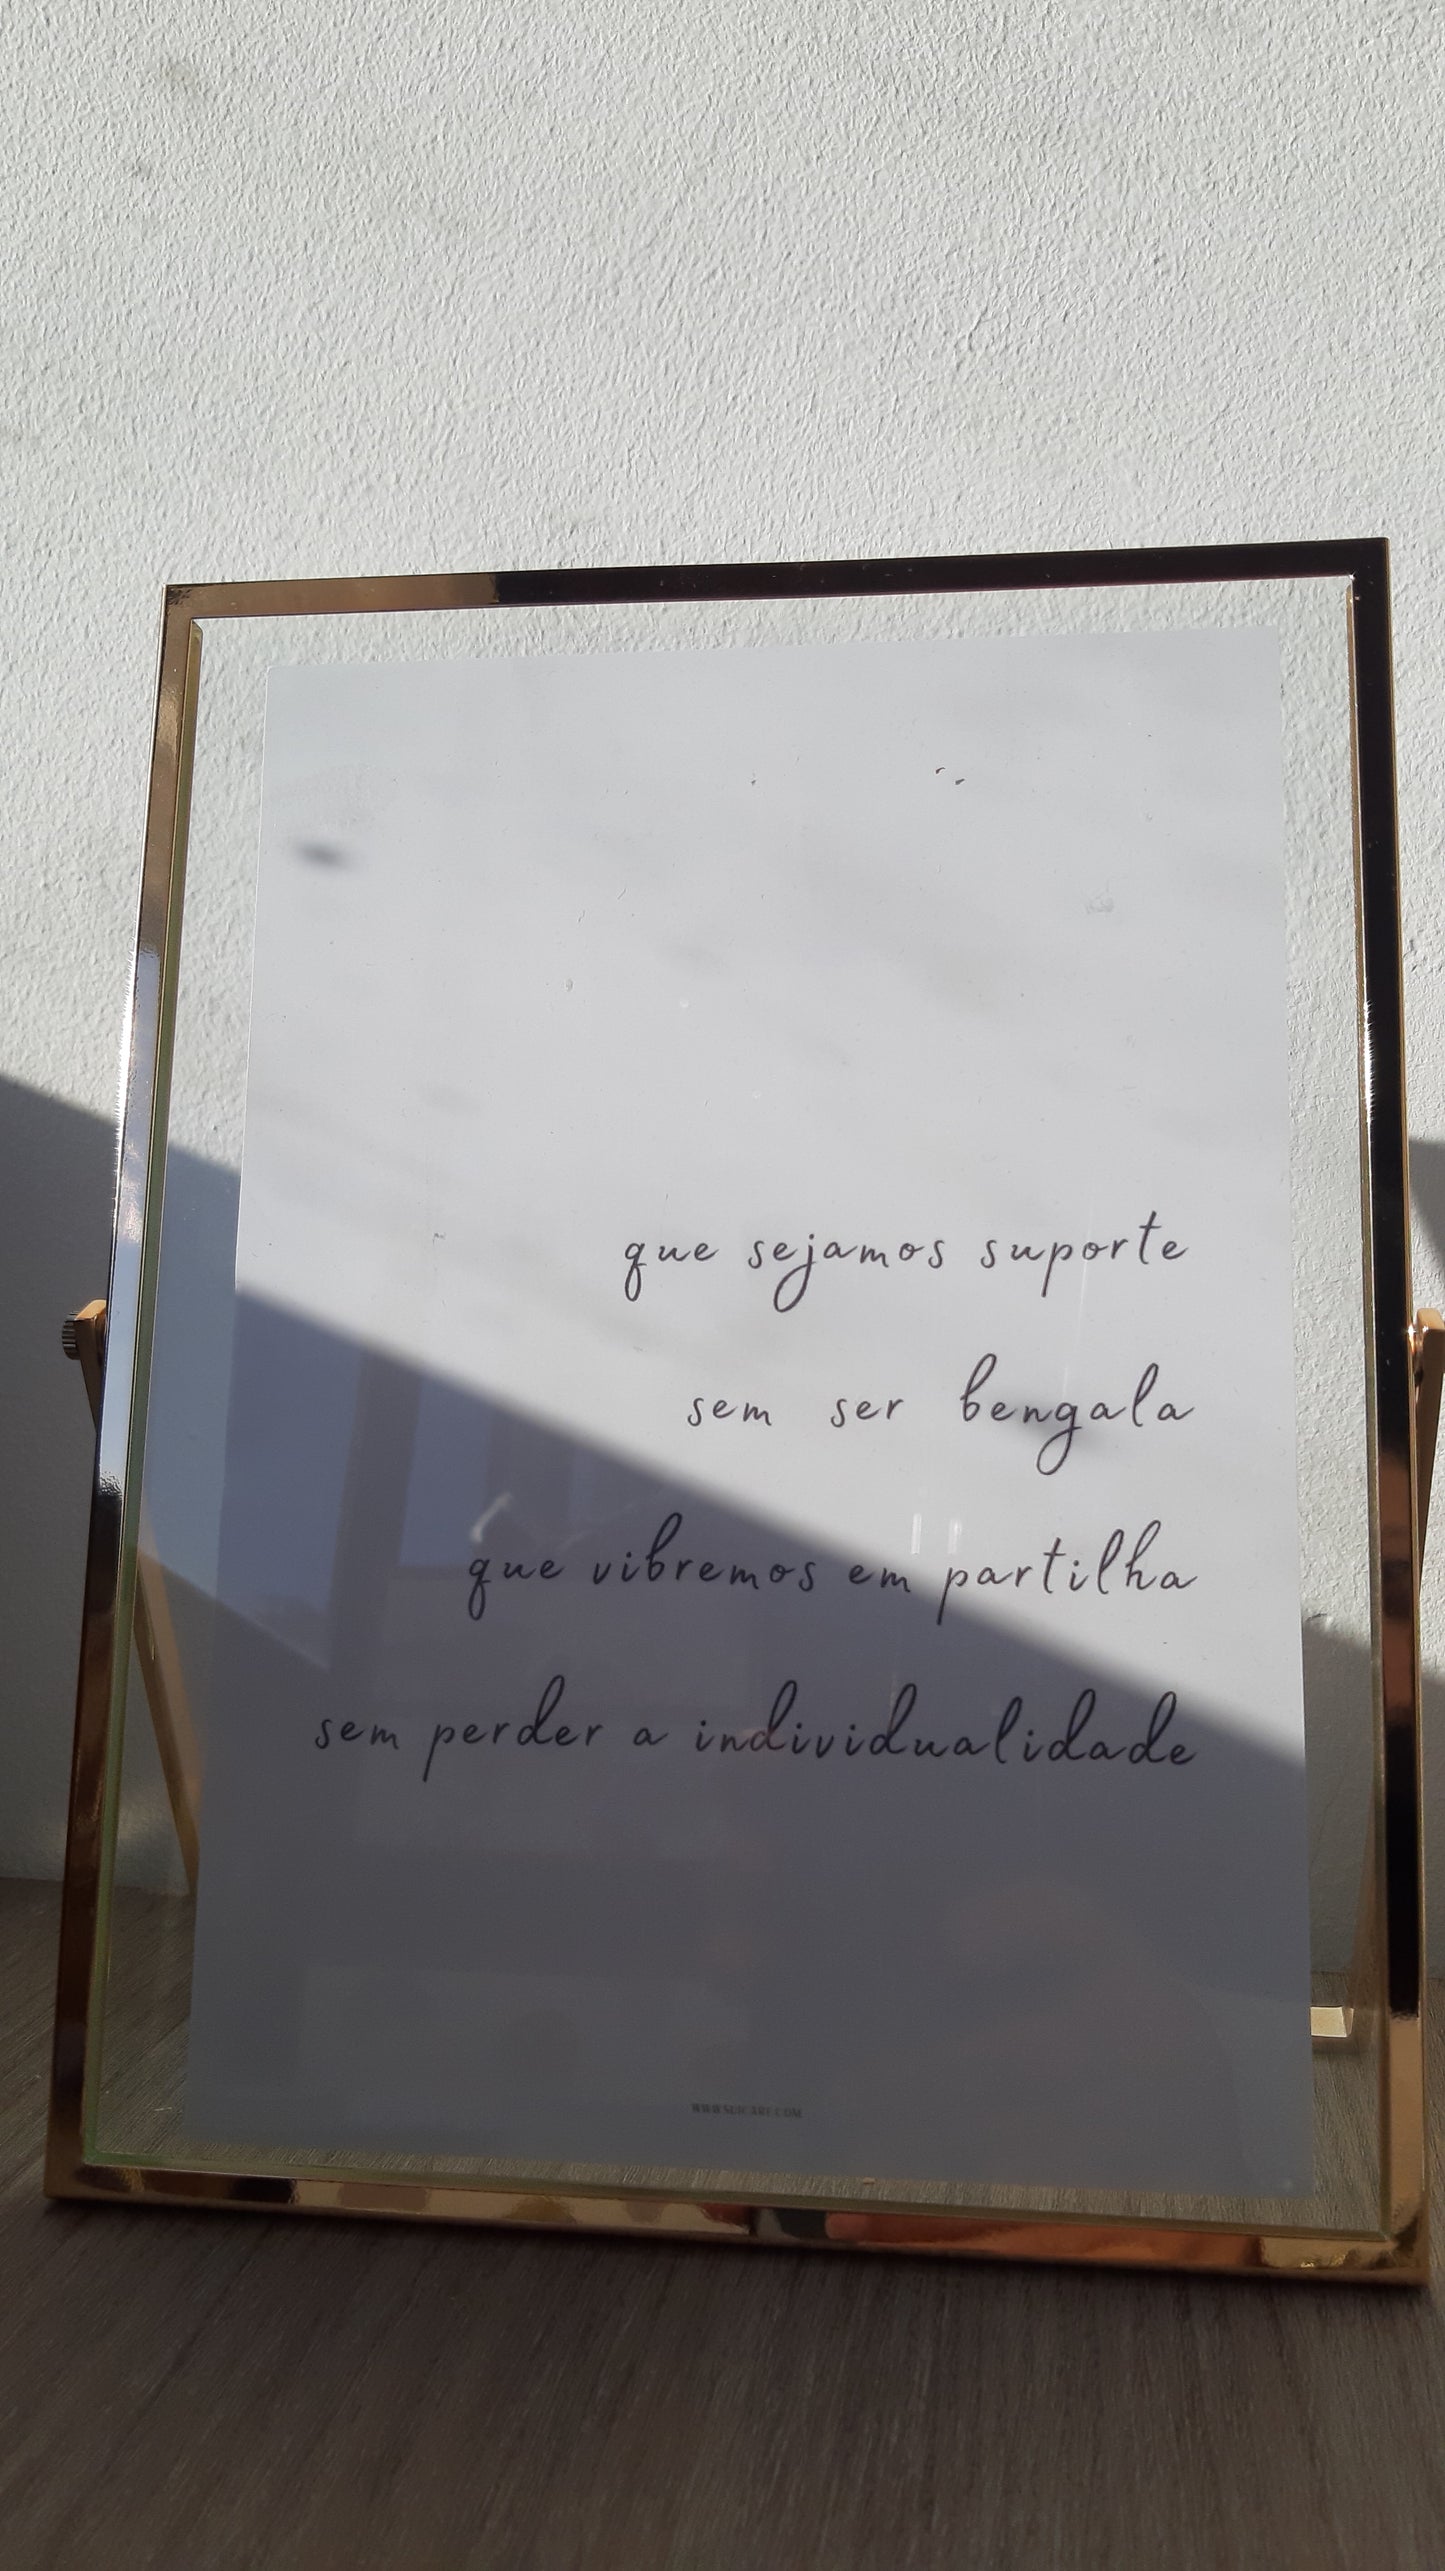 que sejamos suporte
sem ser bengala
que vibremos em partilha
sem perder a individualidade